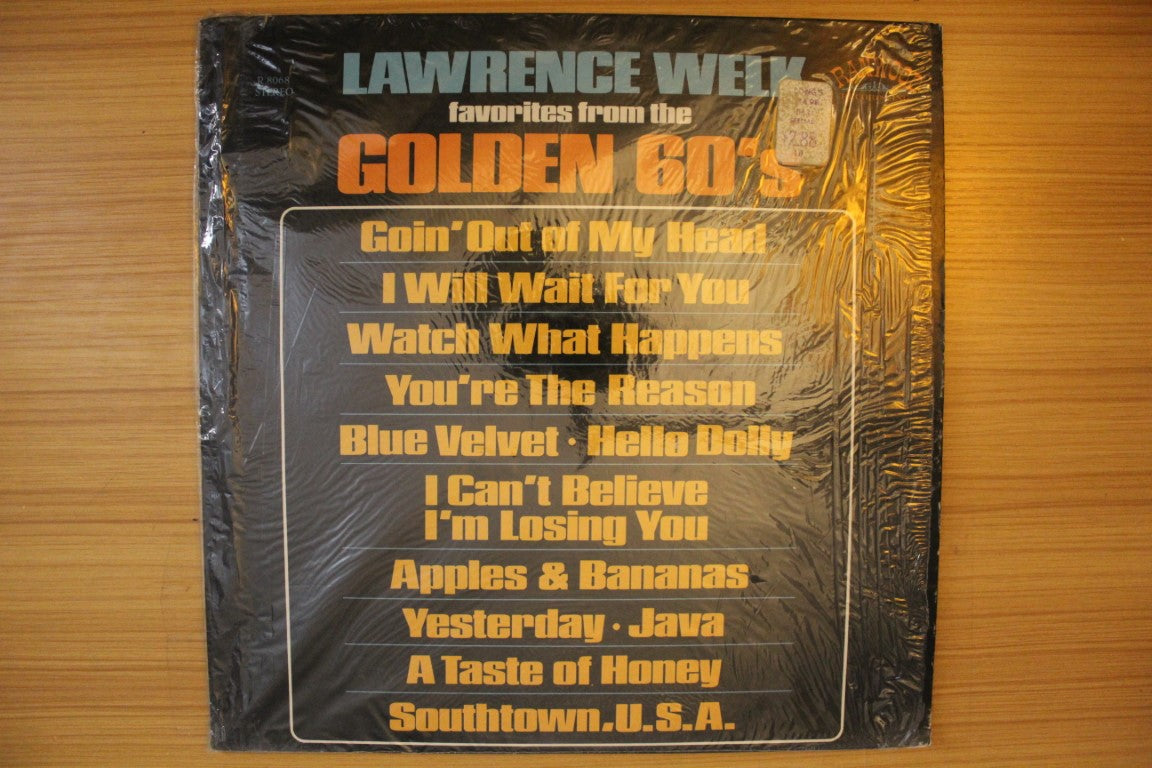 LAWRENCE WELK
favorites from the
GOLDEN 60's
R 8068
STEREO
RANWOOD
Goin' Out of My Head
I Will Wait For You
Watch What Happens
You're The Reason
Blue Velvet · Hello Dolly
I Can't Believe
I'm Losing You
Apples & Bananas
Yesterday · Java
A Taste of Honey
Southtown, U.S.A.